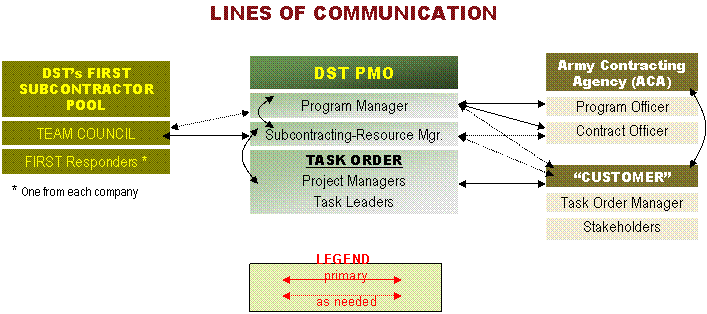 LINES OF COMMUNICATION
DST's FIRST
SUBCONTRACTOR
POOL
TEAM COUNCIL
FIRST Responders *
* One from each company
DST PMO
Program Manager
Subcontracting-Resource Mgr.
TASK ORDER
Project Managers
Task Leaders
Army Contracting
Agency (ACA)
Program Officer
Contract Officer
"CUSTOMER"
Task Order Manager
Stakeholders
LEGEND
primary
as needed